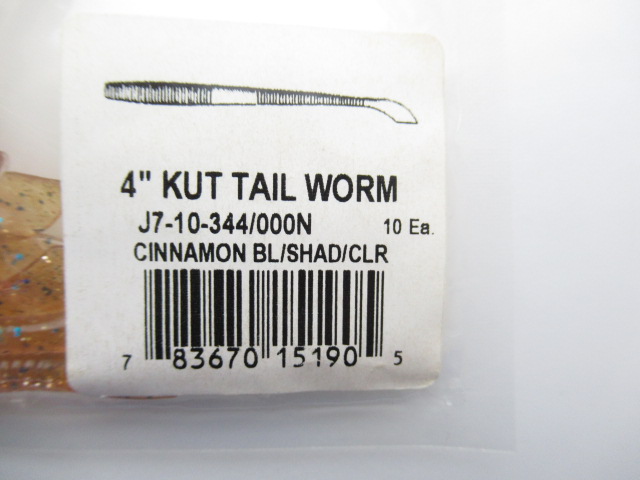 4" KUT TAIL WORM
J7-10-344/000N 10 Ea.
CINNAMON BL/SHAD/CLR
7 83670 15190 5